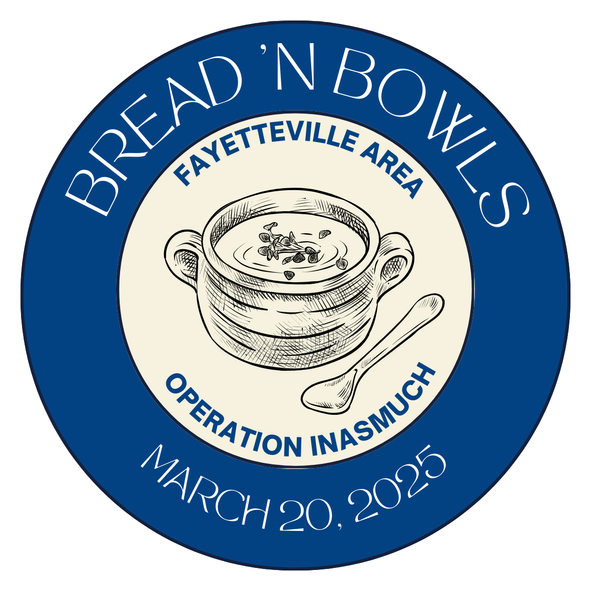 BREAD 'N BOWLS
FAYETTEVILLE AREA
OPERATION INASMUCH
MARCH 20, 2025